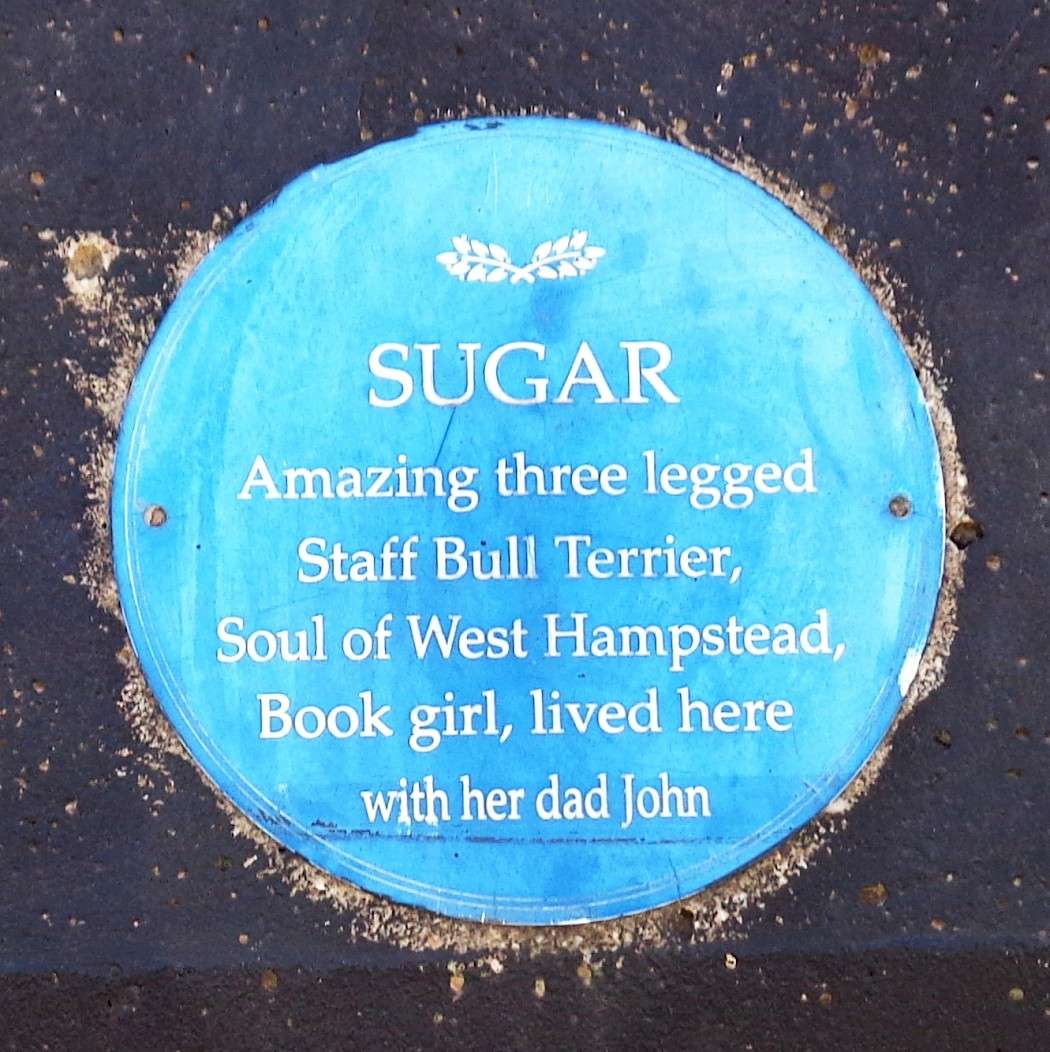 SUGAR
Amazing three legged
Staff Bull Terrier,
Soul of West Hampstead,
Book girl, lived here
with her dad John